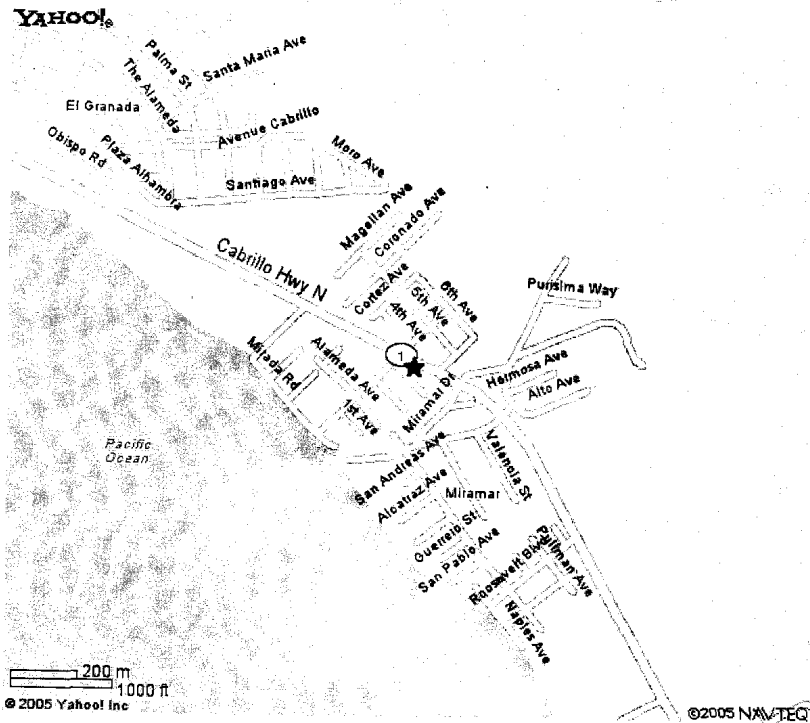 YAHOO!
Palma St
Santa Maria Ave
The Alameda
El Granada
Avenue Cabrillo
Obispo Rd
Plaza Alhambra
Moro Ave
Santiago Ave
Magellan Ave
Coronado Ave
Cabrillo Hwy N
Cortez Ave
6th Ave
5th Ave
4th Ave
Purisima Way
1
Mirada Rd
Alameda Ave
Hermosa Ave
Miramar Dr
Alto Ave
1st Ave
Pacific
Ocean
San Andreas Ave
Valencia St
Alcatraz Ave
Miramar
Guerrero St
San Pablo Ave
Roosevelt Blvd
Pullman Ave
Naples Ave
200 m
1000 ft
© 2005 Yahoo! Inc
©2005 NAVTEQ